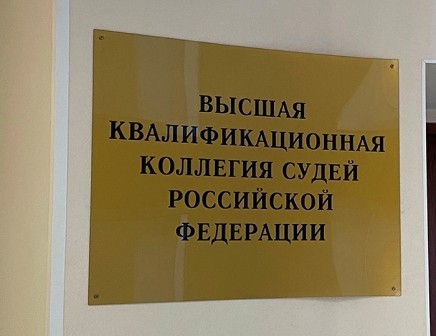 ВЫСШАЯ
КВАЛИФИКАЦИОННАЯ
КОЛЛЕГИЯ СУДЕЙ
РОССИЙСКОЙ
ФЕДЕРАЦИИ